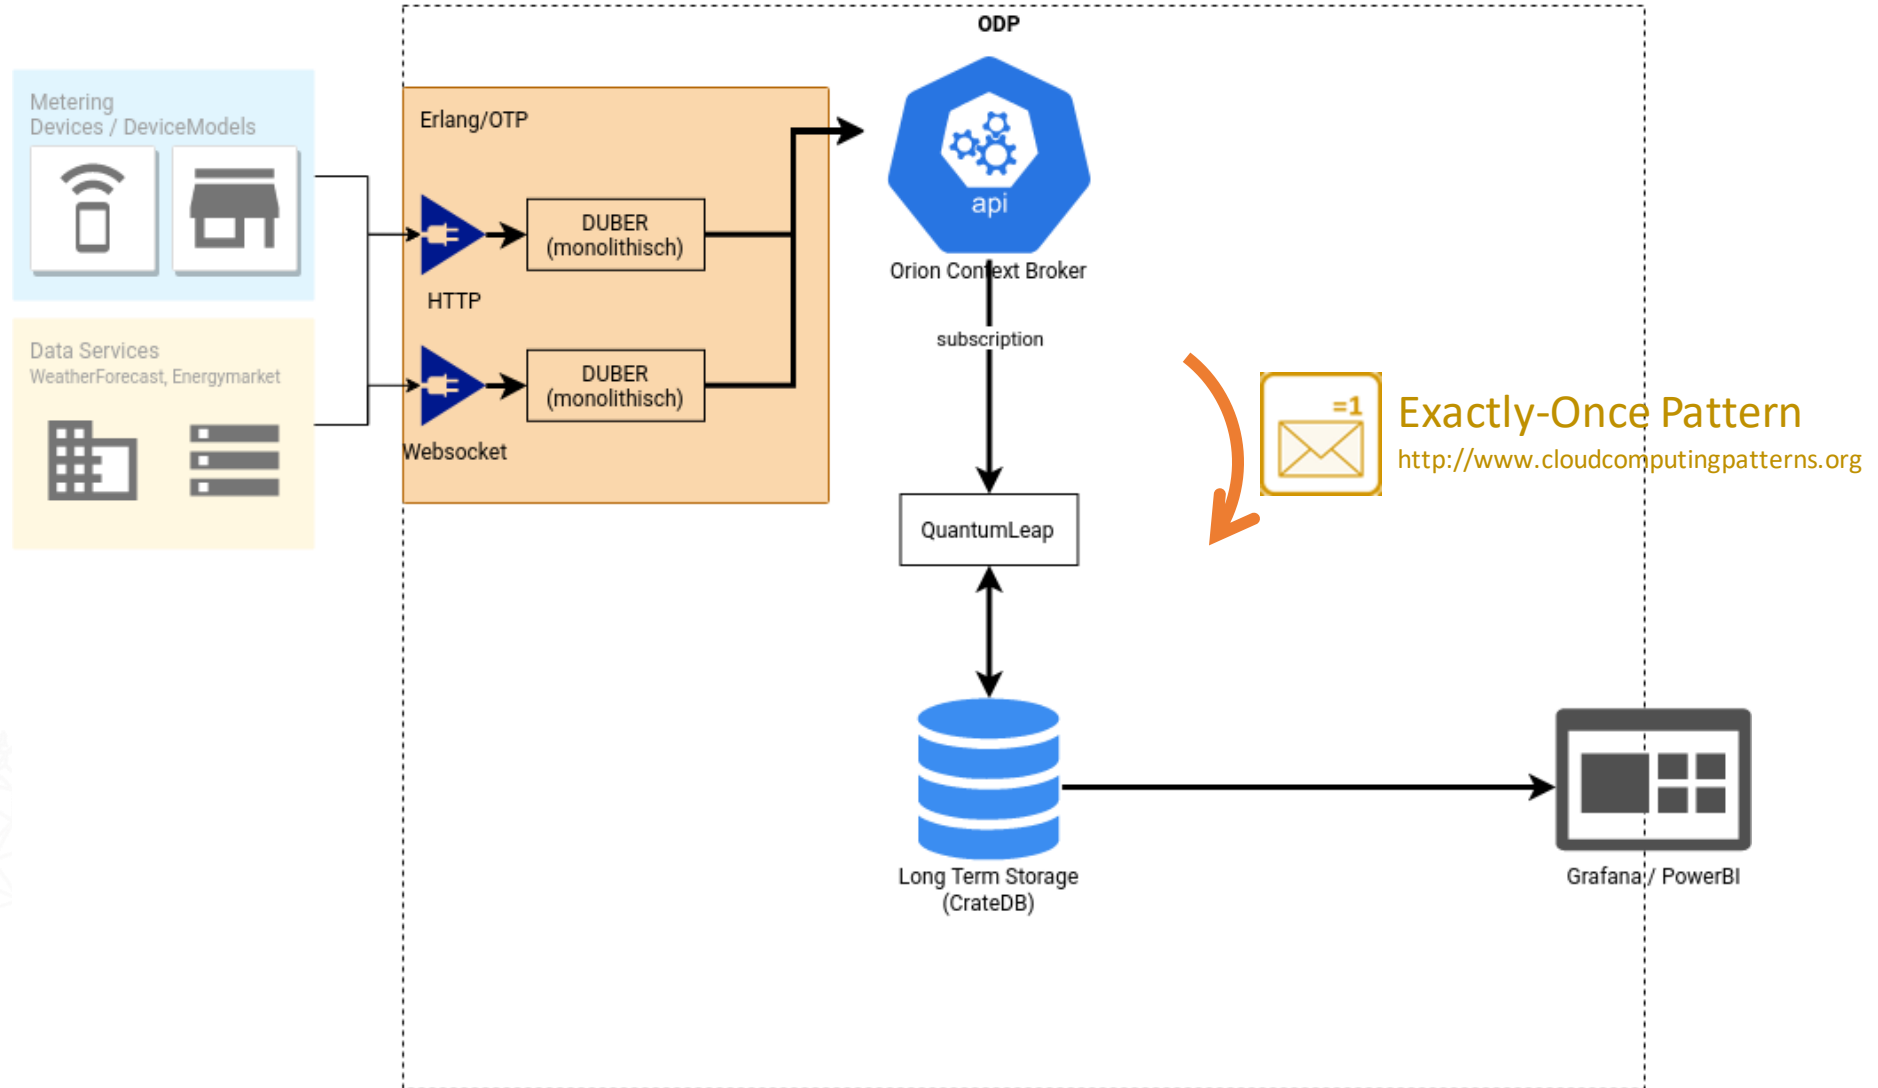 ODP
Metering
Devices / DeviceModels
Erlang/OTP
DUBER
(monolithisch)
HTTP
api
Orion Context Broker
subscription
Data Services
WeatherForecast, Energymarket
DUBER
(monolithisch)
Websocket
=1
Exactly-Once Pattern
http://www.cloudcomputingpatterns.org
QuantumLeap
Long Term Storage
(CrateDB)
Grafana / PowerBI